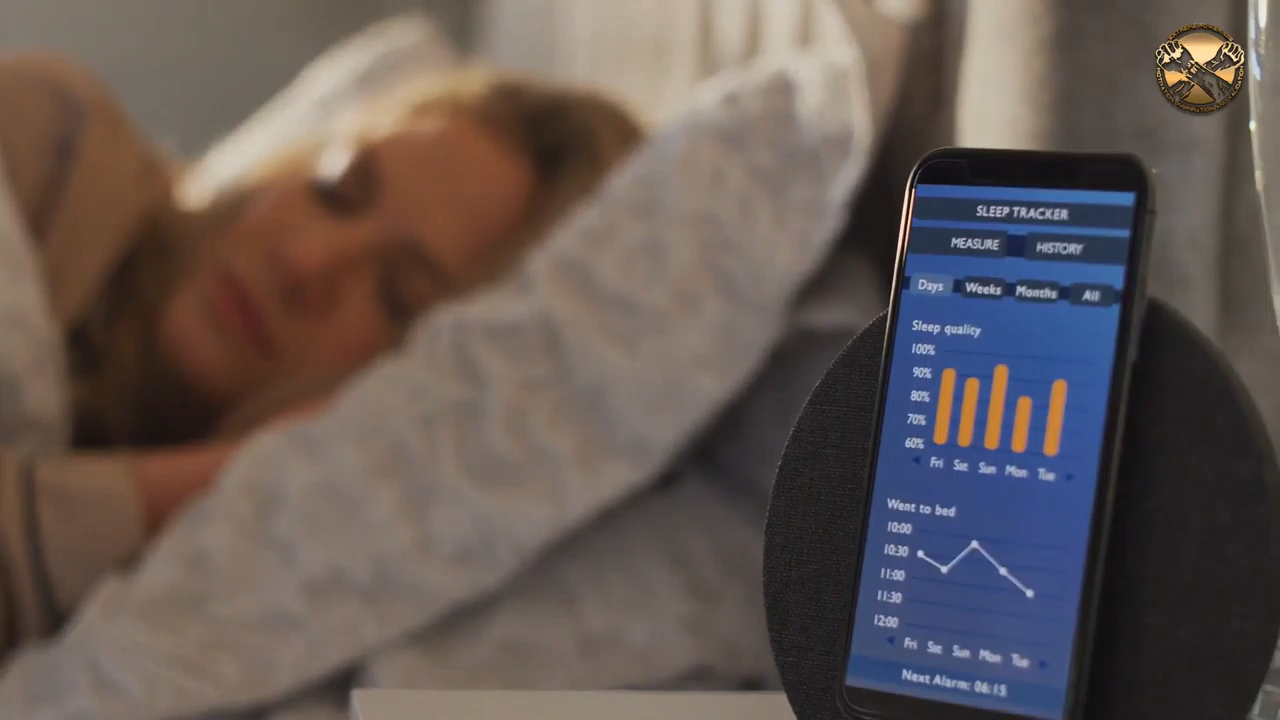 SLEEP TRACKER
MEASURE HISTORY
Days Weeks Months All
Sleep quality
100%
90%
80%
70%
60%
Fri Sat Sun Mon Tue
Went to bed
10:00
10:30
11:00
11:30
12:00
Fri Sat Sun Mon Tue
Next Alarm: 06:15